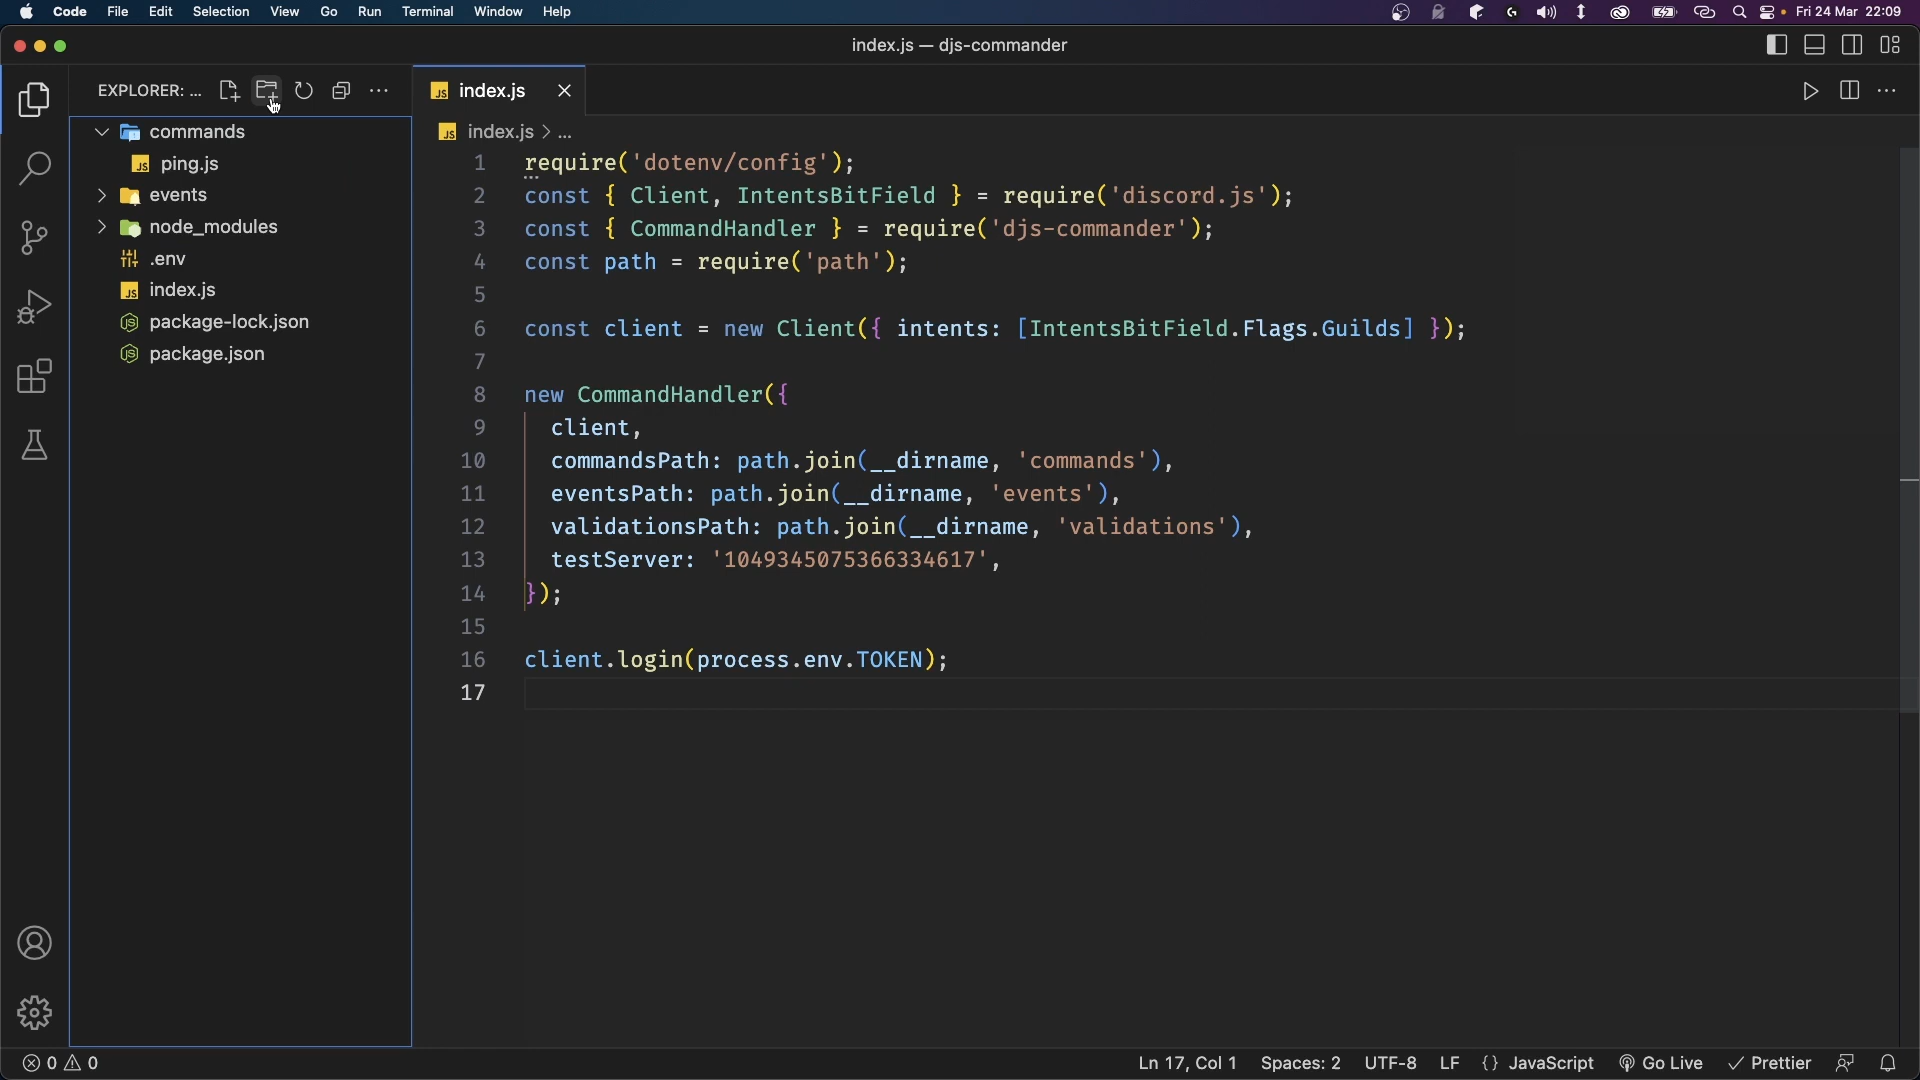 Code File Edit Selection View Go Run Terminal Window Help Fri 24 Mar 22:09
index.js — djs-commander
EXPLORER: ...
JS index.js
commands
JS ping.js
events
node_modules
.env
JS index.js
package-lock.json
package.json
JS index.js > ...
1 require('dotenv/config');
2 const { Client, IntentsBitField } = require('discord.js');
3 const { CommandHandler } = require('djs-commander');
4 const path = require('path');
5
6 const client = new Client({ intents: [IntentsBitField.Flags.Guilds] });
7
8 new CommandHandler({
9 client,
10 commandsPath: path.join(__dirname, 'commands'),
11 eventsPath: path.join(__dirname, 'events'),
12 validationsPath: path.join(__dirname, 'validations'),
13 testServer: '1049345075366334617',
14 });
15
16 client.login(process.env.TOKEN);
17
0 0 Ln 17, Col 1 Spaces: 2 UTF-8 LF {} JavaScript Go Live Prettier